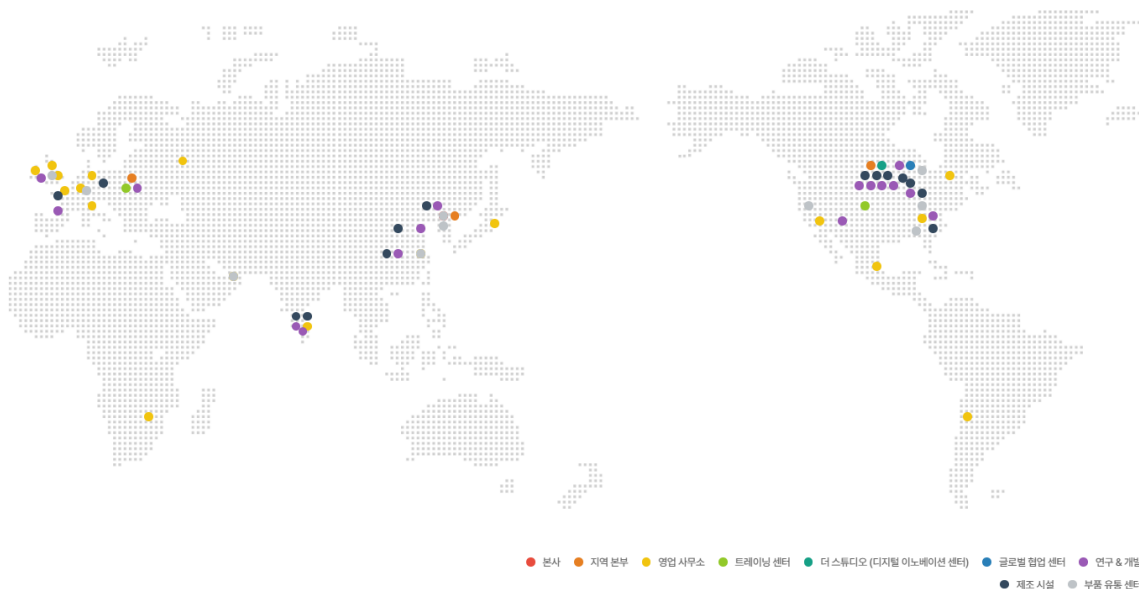 본사 지역 본부 영업 사무소 트레이닝 센터 더 스튜디오 (디지털 이노베이션 센터) 글로벌 협업 센터 연구 & 개발
제조 시설 부품 유통 센터